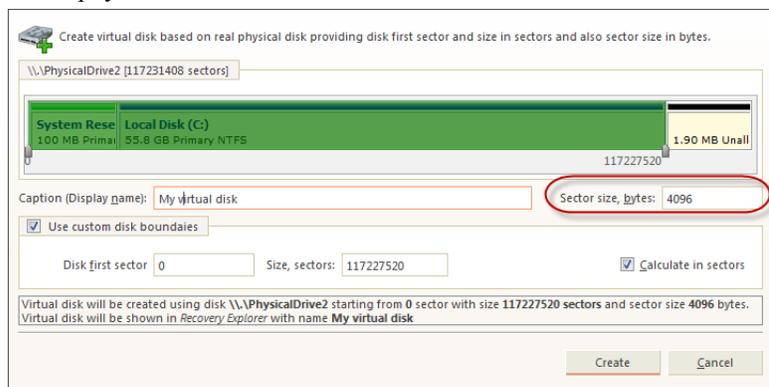 Create virtual disk based on real physical disk providing disk first sector and size in sectors and also sector size in bytes.
\\.\PhysicalDrive2 [117231408 sectors]
System Rese Local Disk (C:)
100 MB Prima 55.8 GB Primary NTFS 1.90 MB Unall
0 117227520
Caption (Display name): My virtual disk Sector size, bytes: 4096
Use custom disk boundaies
Disk first sector 0 Size, sectors: 117227520 Calculate in sectors
Virtual disk will be created using disk \\.\PhysicalDrive2 starting from 0 sector with size 117227520 sectors and sector size 4096 bytes.
Virtual disk will be shown in Recovery Explorer with name My virtual disk
Create Cancel